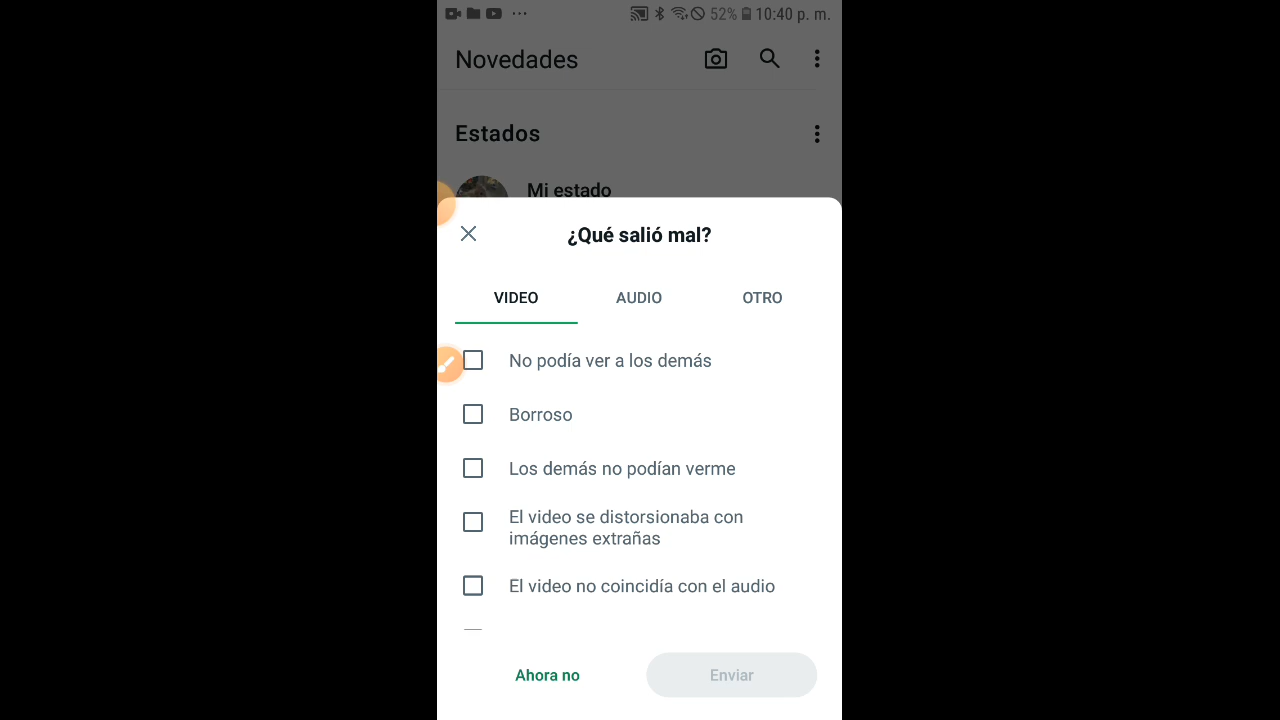 52% 10:40 p. m.
Novedades
Estados
Mi estado
¿Qué salió mal?
VIDEO AUDIO OTRO
No podía ver a los demás
Borroso
Los demás no podían verme
El video se distorsionaba con
imágenes extrañas
El video no coincidía con el audio
Ahora no Enviar